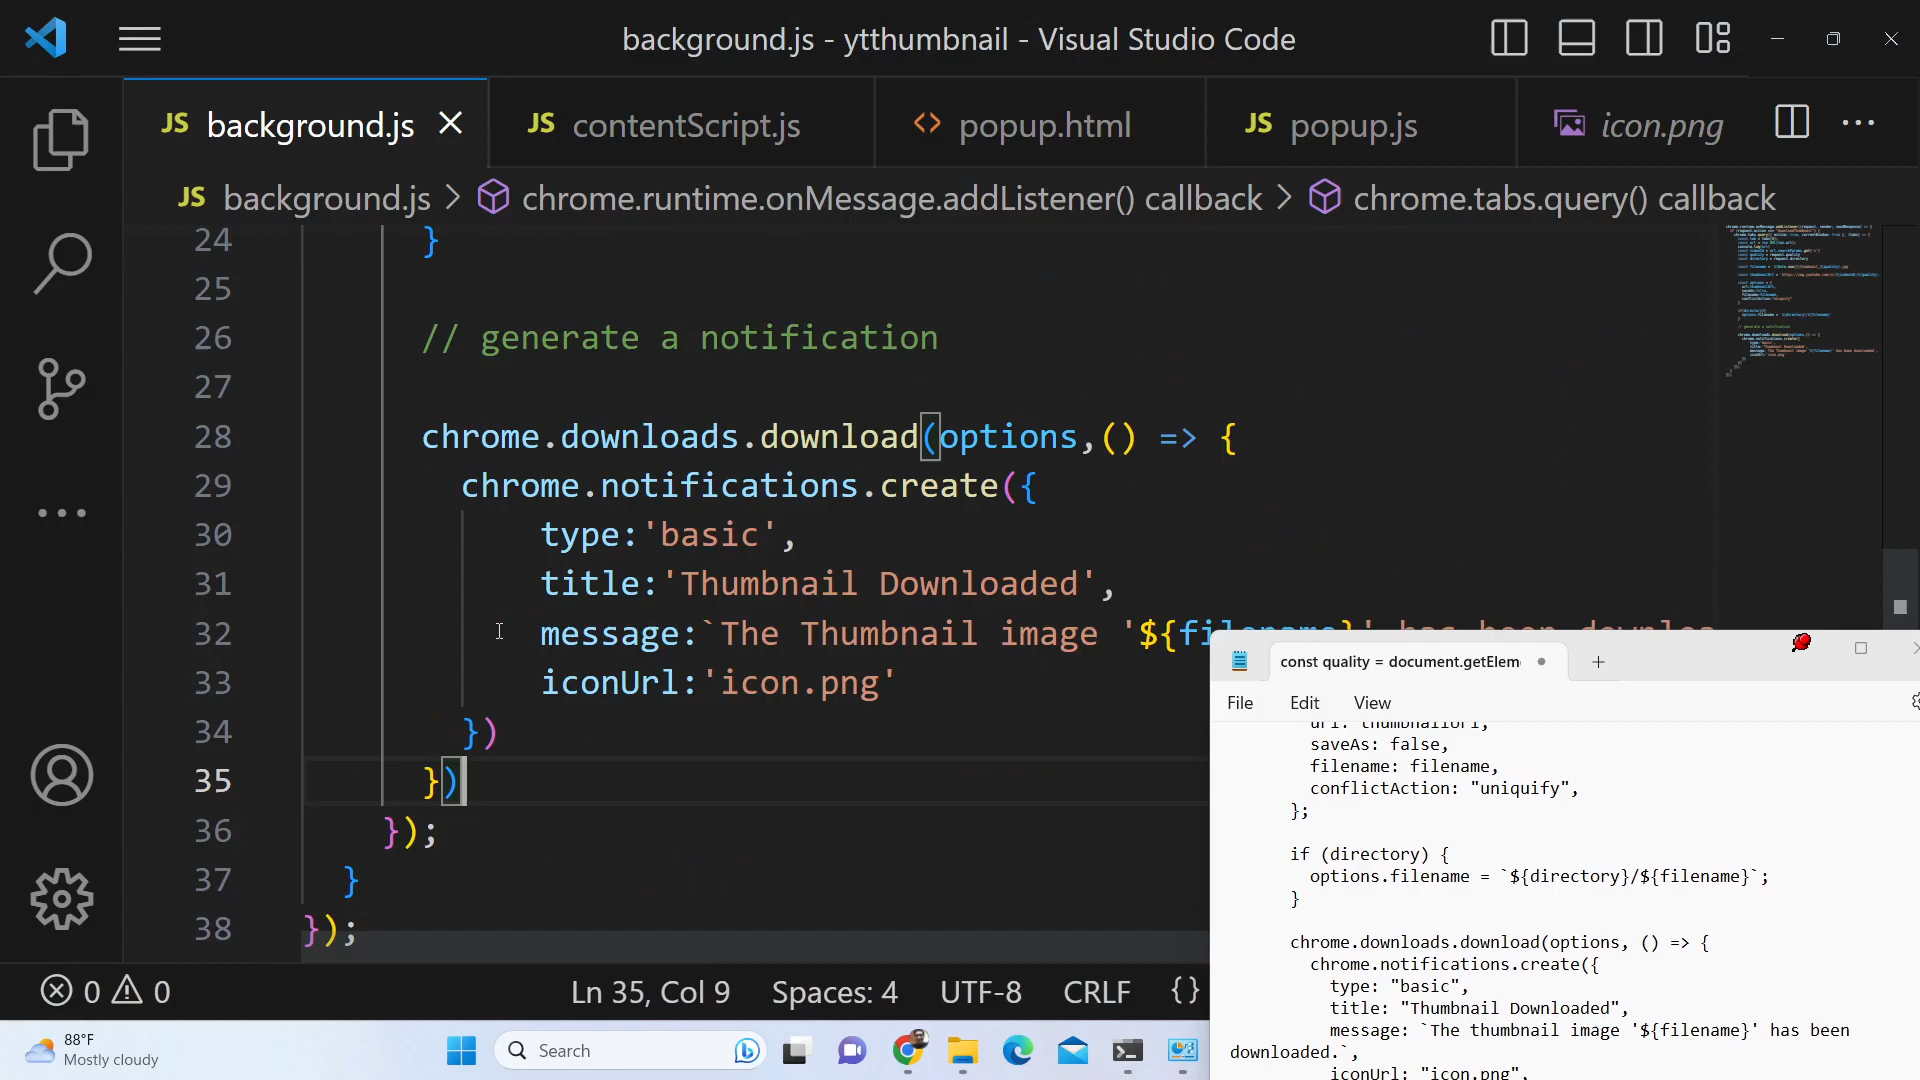 background.js - ytthumbnail - Visual Studio Code
JS background.js
JS contentScript.js
popup.html
JS popup.js
icon.png
JS background.js > chrome.runtime.onMessage.addListener() callback > chrome.tabs.query() callback
24 }
25
26 // generate a notification
27
28 chrome.downloads.download(options,() => {
29 chrome.notifications.create({
30 type:'basic',
31 title:'Thumbnail Downloaded',
32 message:`The Thumbnail image '${filename}' has been downloa
33 iconUrl:'icon.png'
34 })
35 })
36 });
37 }
38 });
const quality = document.getElem
File Edit View
url: thumbnailUrl,
saveAs: false,
filename: filename,
conflictAction: "uniquify",
};
if (directory) {
options.filename = `${directory}/${filename}`;
}
chrome.downloads.download(options, () => {
chrome.notifications.create({
type: "basic",
title: "Thumbnail Downloaded",
message: `The thumbnail image '${filename}' has been
downloaded.`,
iconUrl: "icon.png",
0 0
Ln 35, Col 9
Spaces: 4
UTF-8
CRLF
{}
88°F
Mostly cloudy
Search